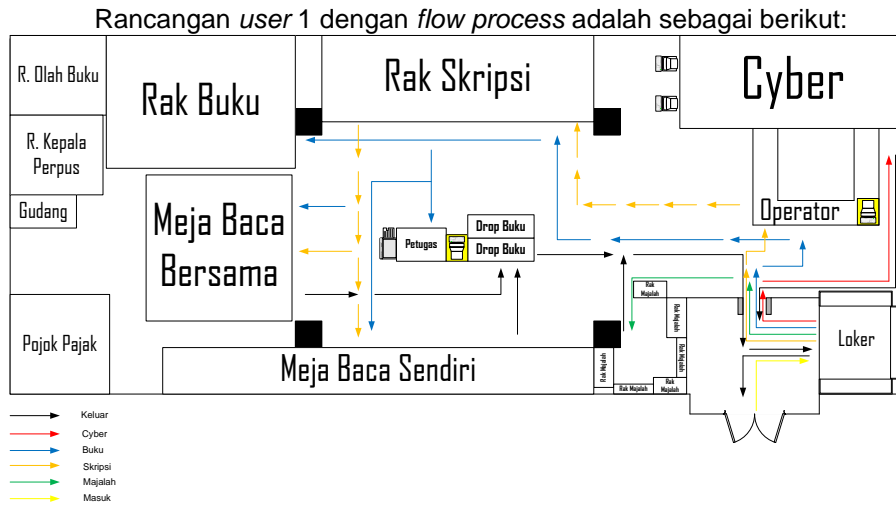 Rancangan user 1 dengan flow process adalah sebagai berikut:
R. Olah Buku
Rak Buku
Rak Skripsi
Cyber
R. Kepala
Perpus
Gudang
Meja Baca
Bersama
Petugas
Drop Buku
Drop Buku
Operator
Rak
Majalah
Rak Majalah
Rak Majalah
Rak Majalah
Rak Majalah
Rak
Majalah
Loker
Pojok Pajak
Meja Baca Sendiri
Keluar
Cyber
Buku
Skripsi
Majalah
Masuk